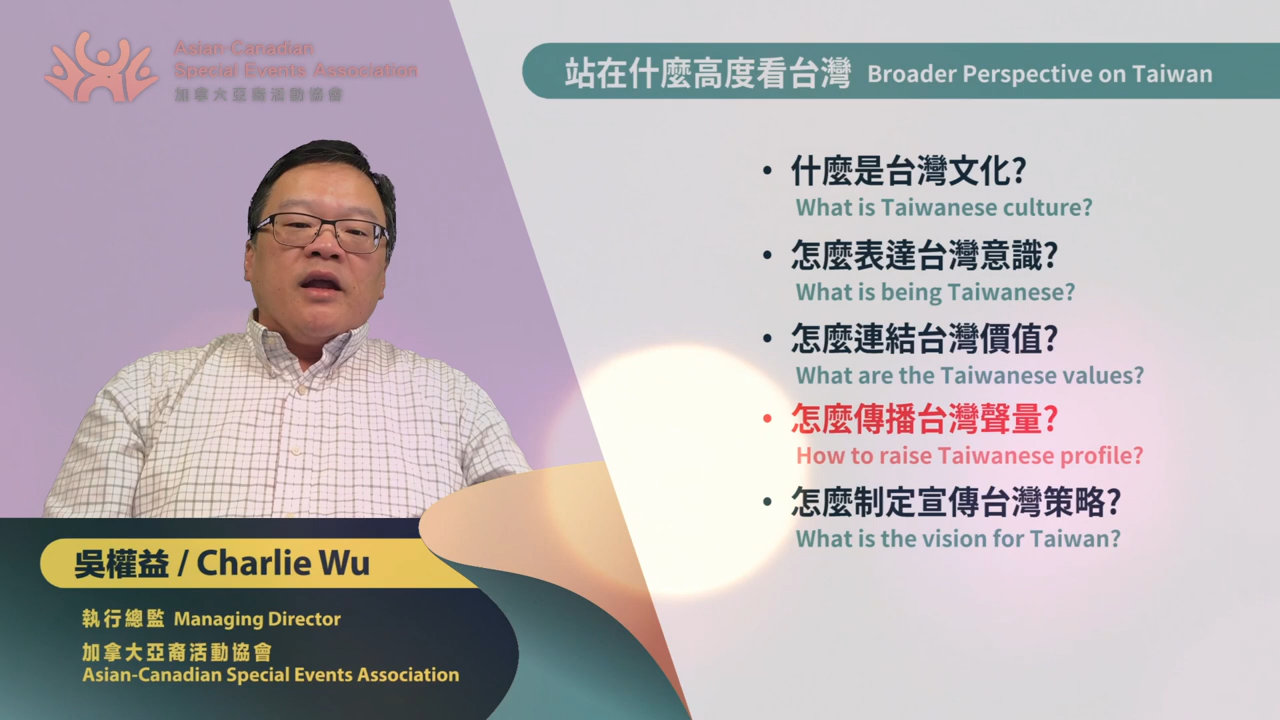 Asian-Canadian
Special Events Association
加拿大亞裔活動協會
站在什麼高度看台灣 Broader Perspective on Taiwan
• 什麼是台灣文化?
What is Taiwanese culture?
• 怎麼表達台灣意識?
What is being Taiwanese?
• 怎麼連結台灣價值?
What are the Taiwanese values?
• 怎麼傳播台灣聲量?
How to raise Taiwanese profile?
• 怎麼制定宣傳台灣策略?
What is the vision for Taiwan?
吳權益 / Charlie Wu
執行總監 Managing Director
加拿大亞裔活動協會
Asian-Canadian Special Events Association